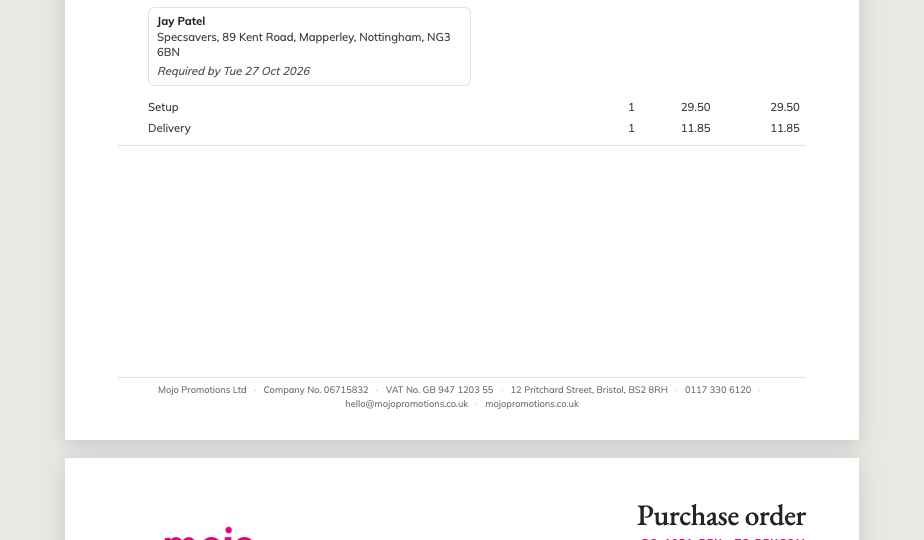 Jay Patel
Specsavers, 89 Kent Road, Mapperley, Nottingham, NG3
6BN
Required by Tue 27 Oct 2026
Setup 1 29.50 29.50
Delivery 1 11.85 11.85
Mojo Promotions Ltd · Company No. 06715832 · VAT No. GB 947 1203 55 · 12 Pritchard Street, Bristol, BS2 8RH · 0117 330 6120 ·
hello@mojopromotions.co.uk · mojopromotions.co.uk
Purchase order
mojo